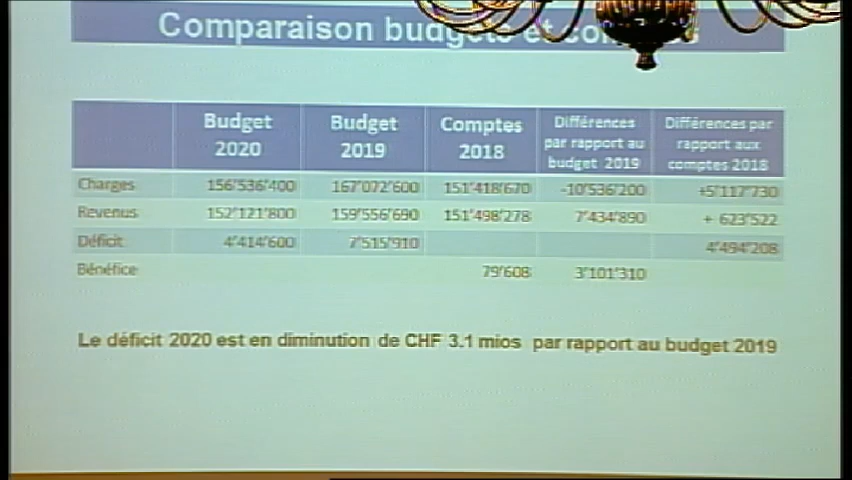 Comparaison budgets et
Budget 2020 Budget 2019 Comptes 2018 Différences par rapport au budget 2019 Différences par rapport aux comptes 2018
Charges 156'536'400 167'072'600 151'418'670 -10'536'200 +5'117'730
Revenus 152'121'800 159'556'690 151'498'278 7'434'890 + 623'522
Déficit 4'414'600 7'515'910 4'494'208
Bénéfice 79'608 3'101'310
Le déficit 2020 est en diminution de CHF 3.1 mios par rapport au budget 2019